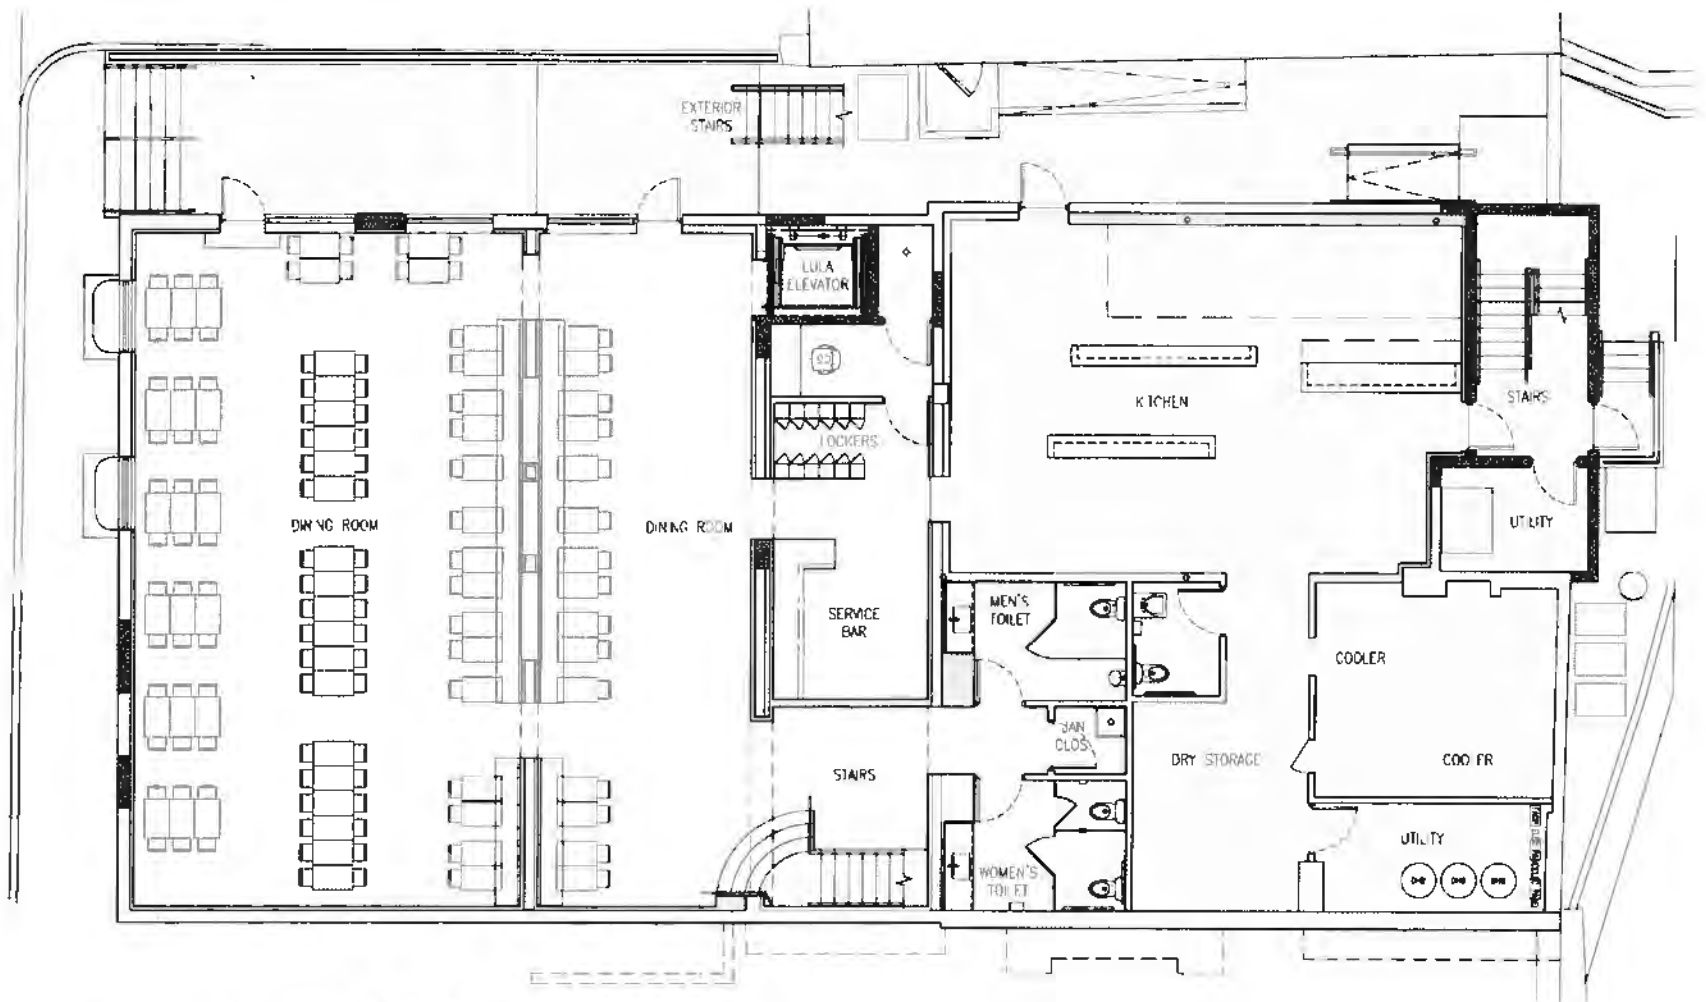 EXTERIOR
STAIRS
LULA
ELEVATOR
KITCHEN
STAIRS
LOCKERS
DINING ROOM
DINING ROOM
UTILITY
MEN'S
TOILET
SERVICE
BAR
COOLER
JAN
CLOS
STAIRS
DRY STORAGE
COOLER
UTILITY
WOMEN'S
TOILET